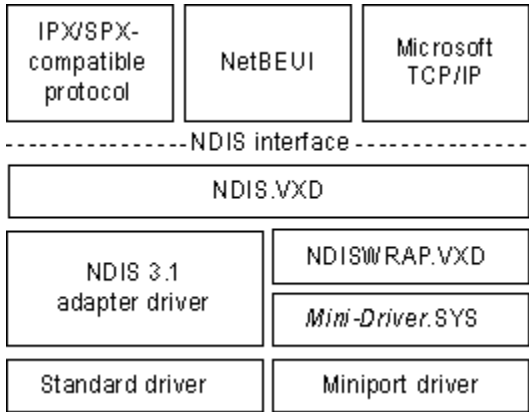 IPX/SPX-
compatible
protocol
NetBEUI
Microsoft
TCP/IP
NDIS interface
NDIS.VXD
NDIS 3.1
adapter driver
NDISWRAP.VXD
Mini-Driver.SYS
Standard driver
Miniport driver